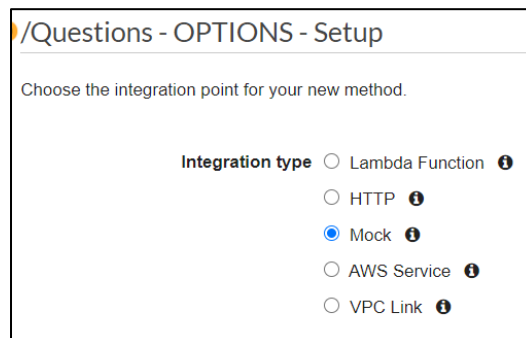 /Questions - OPTIONS - Setup
Choose the integration point for your new method.
Integration type Lambda Function
HTTP
Mock
AWS Service
VPC Link